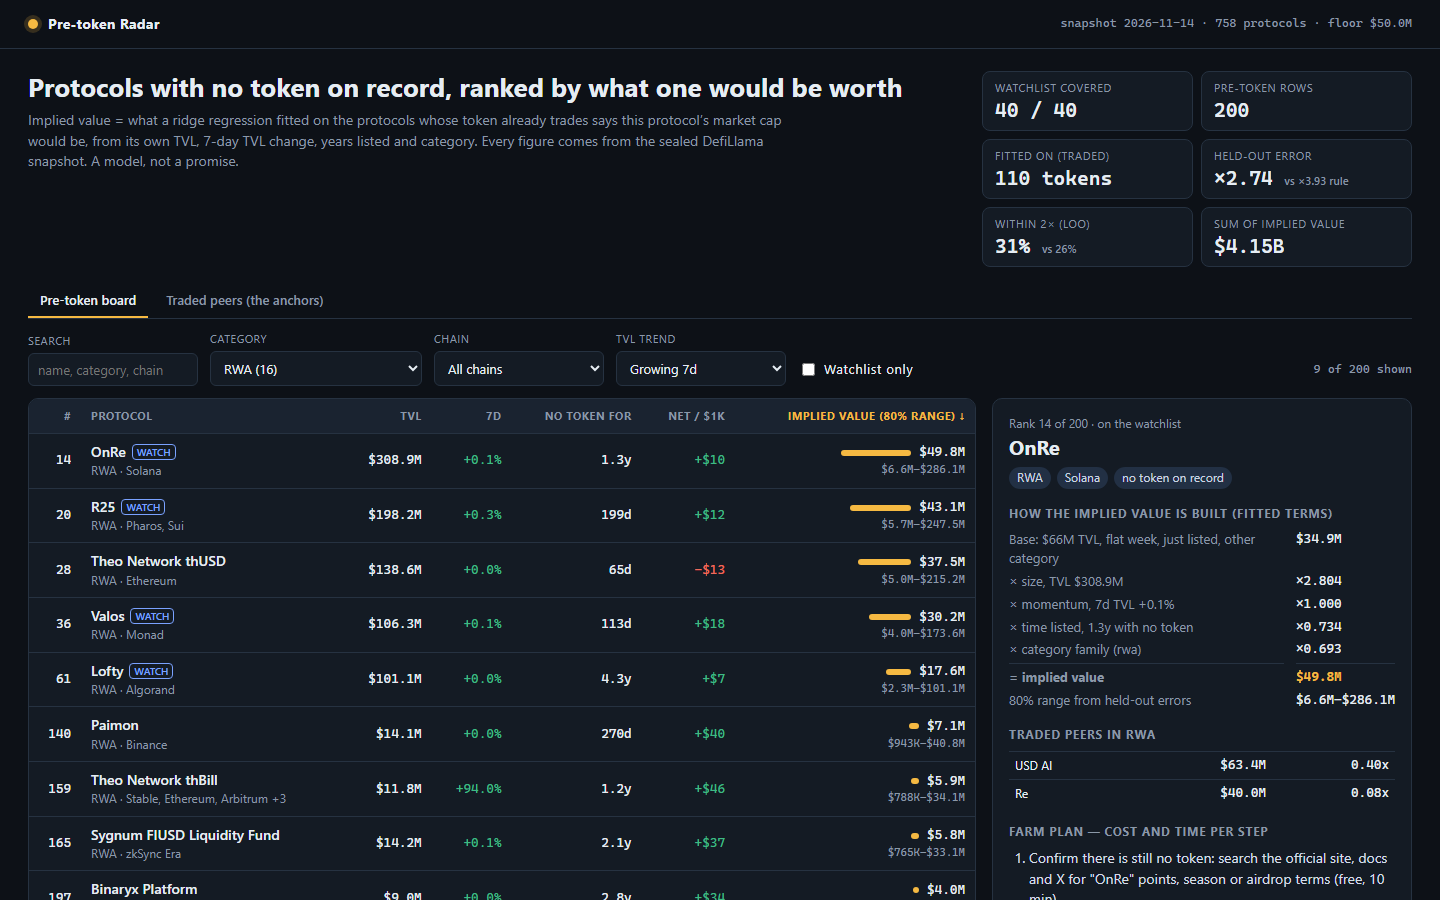 Pre-token Radar
snapshot 2026-11-14 · 758 protocols · floor $50.0M
Protocols with no token on record, ranked by what one would be worth
Implied value = what a ridge regression fitted on the protocols whose token already trades says this protocol's market cap
would be, from its own TVL, 7-day TVL change, years listed and category. Every figure comes from the sealed DefiLlama
snapshot. A model, not a promise.
WATCHLIST COVERED
40 / 40
PRE-TOKEN ROWS
200
FITTED ON (TRADED)
110 tokens
HELD-OUT ERROR
×2.74 vs ×3.93 rule
WITHIN 2× (LOO)
31% vs 26%
SUM OF IMPLIED VALUE
$4.15B
Pre-token board
Traded peers (the anchors)
SEARCH
name, category, chain
CATEGORY
RWA (16)
CHAIN
All chains
TVL TREND
Growing 7d
Watchlist only
9 of 200 shown
# PROTOCOL TVL 7D NO TOKEN FOR NET / $1K IMPLIED VALUE (80% RANGE) ↓
14 OnRe WATCH $308.9M +0.1% 1.3y +$10 $49.8M
RWA · Solana $6.6M–$286.1M
20 R25 WATCH $198.2M +0.3% 199d +$12 $43.1M
RWA · Pharos, Sui $5.7M–$247.5M
28 Theo Network thUSD $138.6M +0.0% 65d −$13 $37.5M
RWA · Ethereum $5.0M–$215.2M
36 Valos WATCH $106.3M +0.1% 113d +$18 $30.2M
RWA · Monad $4.0M–$173.6M
61 Lofty WATCH $101.1M +0.0% 4.3y +$7 $17.6M
RWA · Algorand $2.3M–$101.1M
140 Paimon $14.1M +0.0% 270d +$40 $7.1M
RWA · Binance $943K–$40.8M
159 Theo Network thBill $11.8M +94.0% 1.2y +$46 $5.9M
RWA · Stable, Ethereum, Arbitrum +3 $788K–$34.1M
165 Sygnum FIUSD Liquidity Fund $14.2M +0.1% 2.1y +$37 $5.8M
RWA · zkSync Era $765K–$33.1M
197 Binaryx Platform $9.0M +0.0% 2.8y +$34 $4.0M
Rank 14 of 200 · on the watchlist
OnRe
RWA Solana no token on record
HOW THE IMPLIED VALUE IS BUILT (FITTED TERMS)
Base: $66M TVL, flat week, just listed, other $34.9M
category
× size, TVL $308.9M ×2.804
× momentum, 7d TVL +0.1% ×1.000
× time listed, 1.3y with no token ×0.734
× category family (rwa) ×0.693
= implied value $49.8M
80% range from held-out errors $6.6M–$286.1M
TRADED PEERS IN RWA
USD AI $63.4M 0.40x
Re $40.0M 0.08x
FARM PLAN — COST AND TIME PER STEP
1. Confirm there is still no token: search the official site, docs
and X for "OnRe" points, season or airdrop terms (free, 10
min)